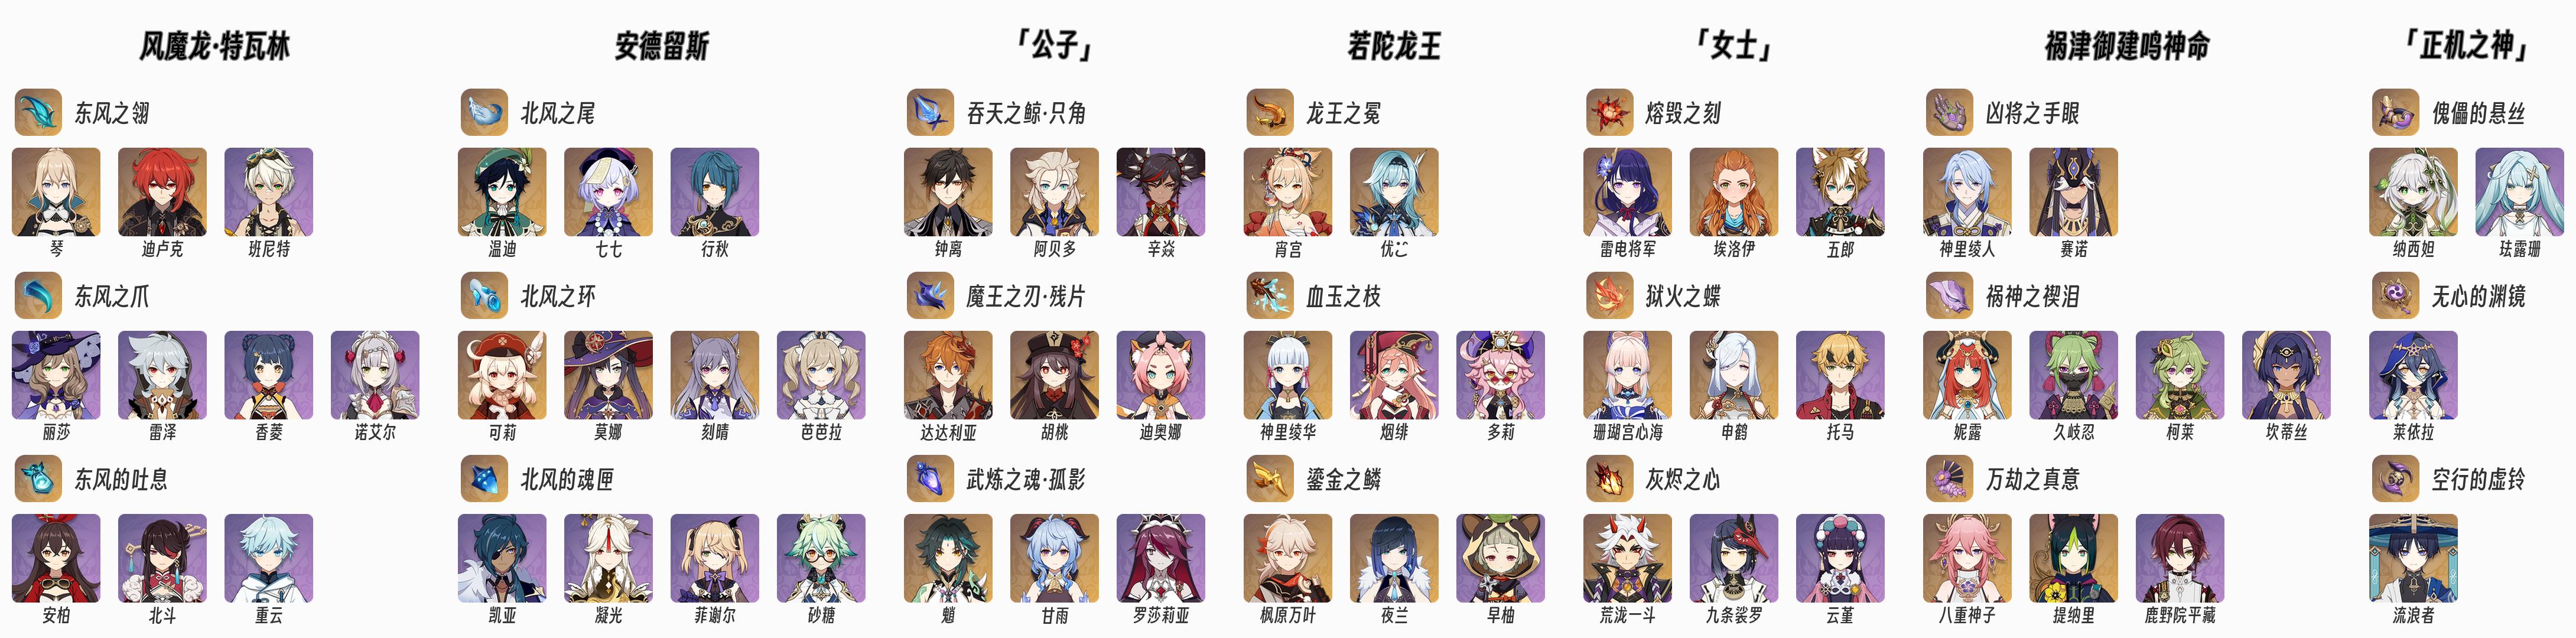 风魔龙·特瓦林
东风之翎
琴 迪卢克 班尼特
东风之爪
丽莎 雷泽 香菱 诺艾尔
东风的吐息
安柏 北斗 重云
安德留斯
北风之尾
温迪 七七 行秋
北风之环
可莉 莫娜 刻晴 芭芭拉
北风的魂匣
凯亚 凝光 菲谢尔 砂糖
「公子」
吞天之鲸·只角
钟离 阿贝多 辛焱
魔王之刃·残片
达达利亚 胡桃 迪奥娜
武炼之魂·孤影
魈 甘雨 罗莎莉亚
若陀龙王
龙王之冕
宵宫 优
血玉之枝
神里绫华 烟绯 多莉
鎏金之鳞
枫原万叶 夜兰 早柚
「女士」
熔毁之刻
雷电将军 埃洛伊 五郎
狱火之蝶
珊瑚宫心海 申鹤 托马
灰烬之心
荒泷一斗 九条裟罗 云堇
祸津御建鸣神命
凶将之手眼
神里绫人 赛诺
祸神之禊泪
妮露 久岐忍 柯莱 坎蒂丝
万劫之真意
八重神子 提纳里 鹿野院平藏
「正机之神」
傀儡的悬丝
纳西妲 珐露珊
无心的渊镜
莱依拉
空行的虚铃
流浪者